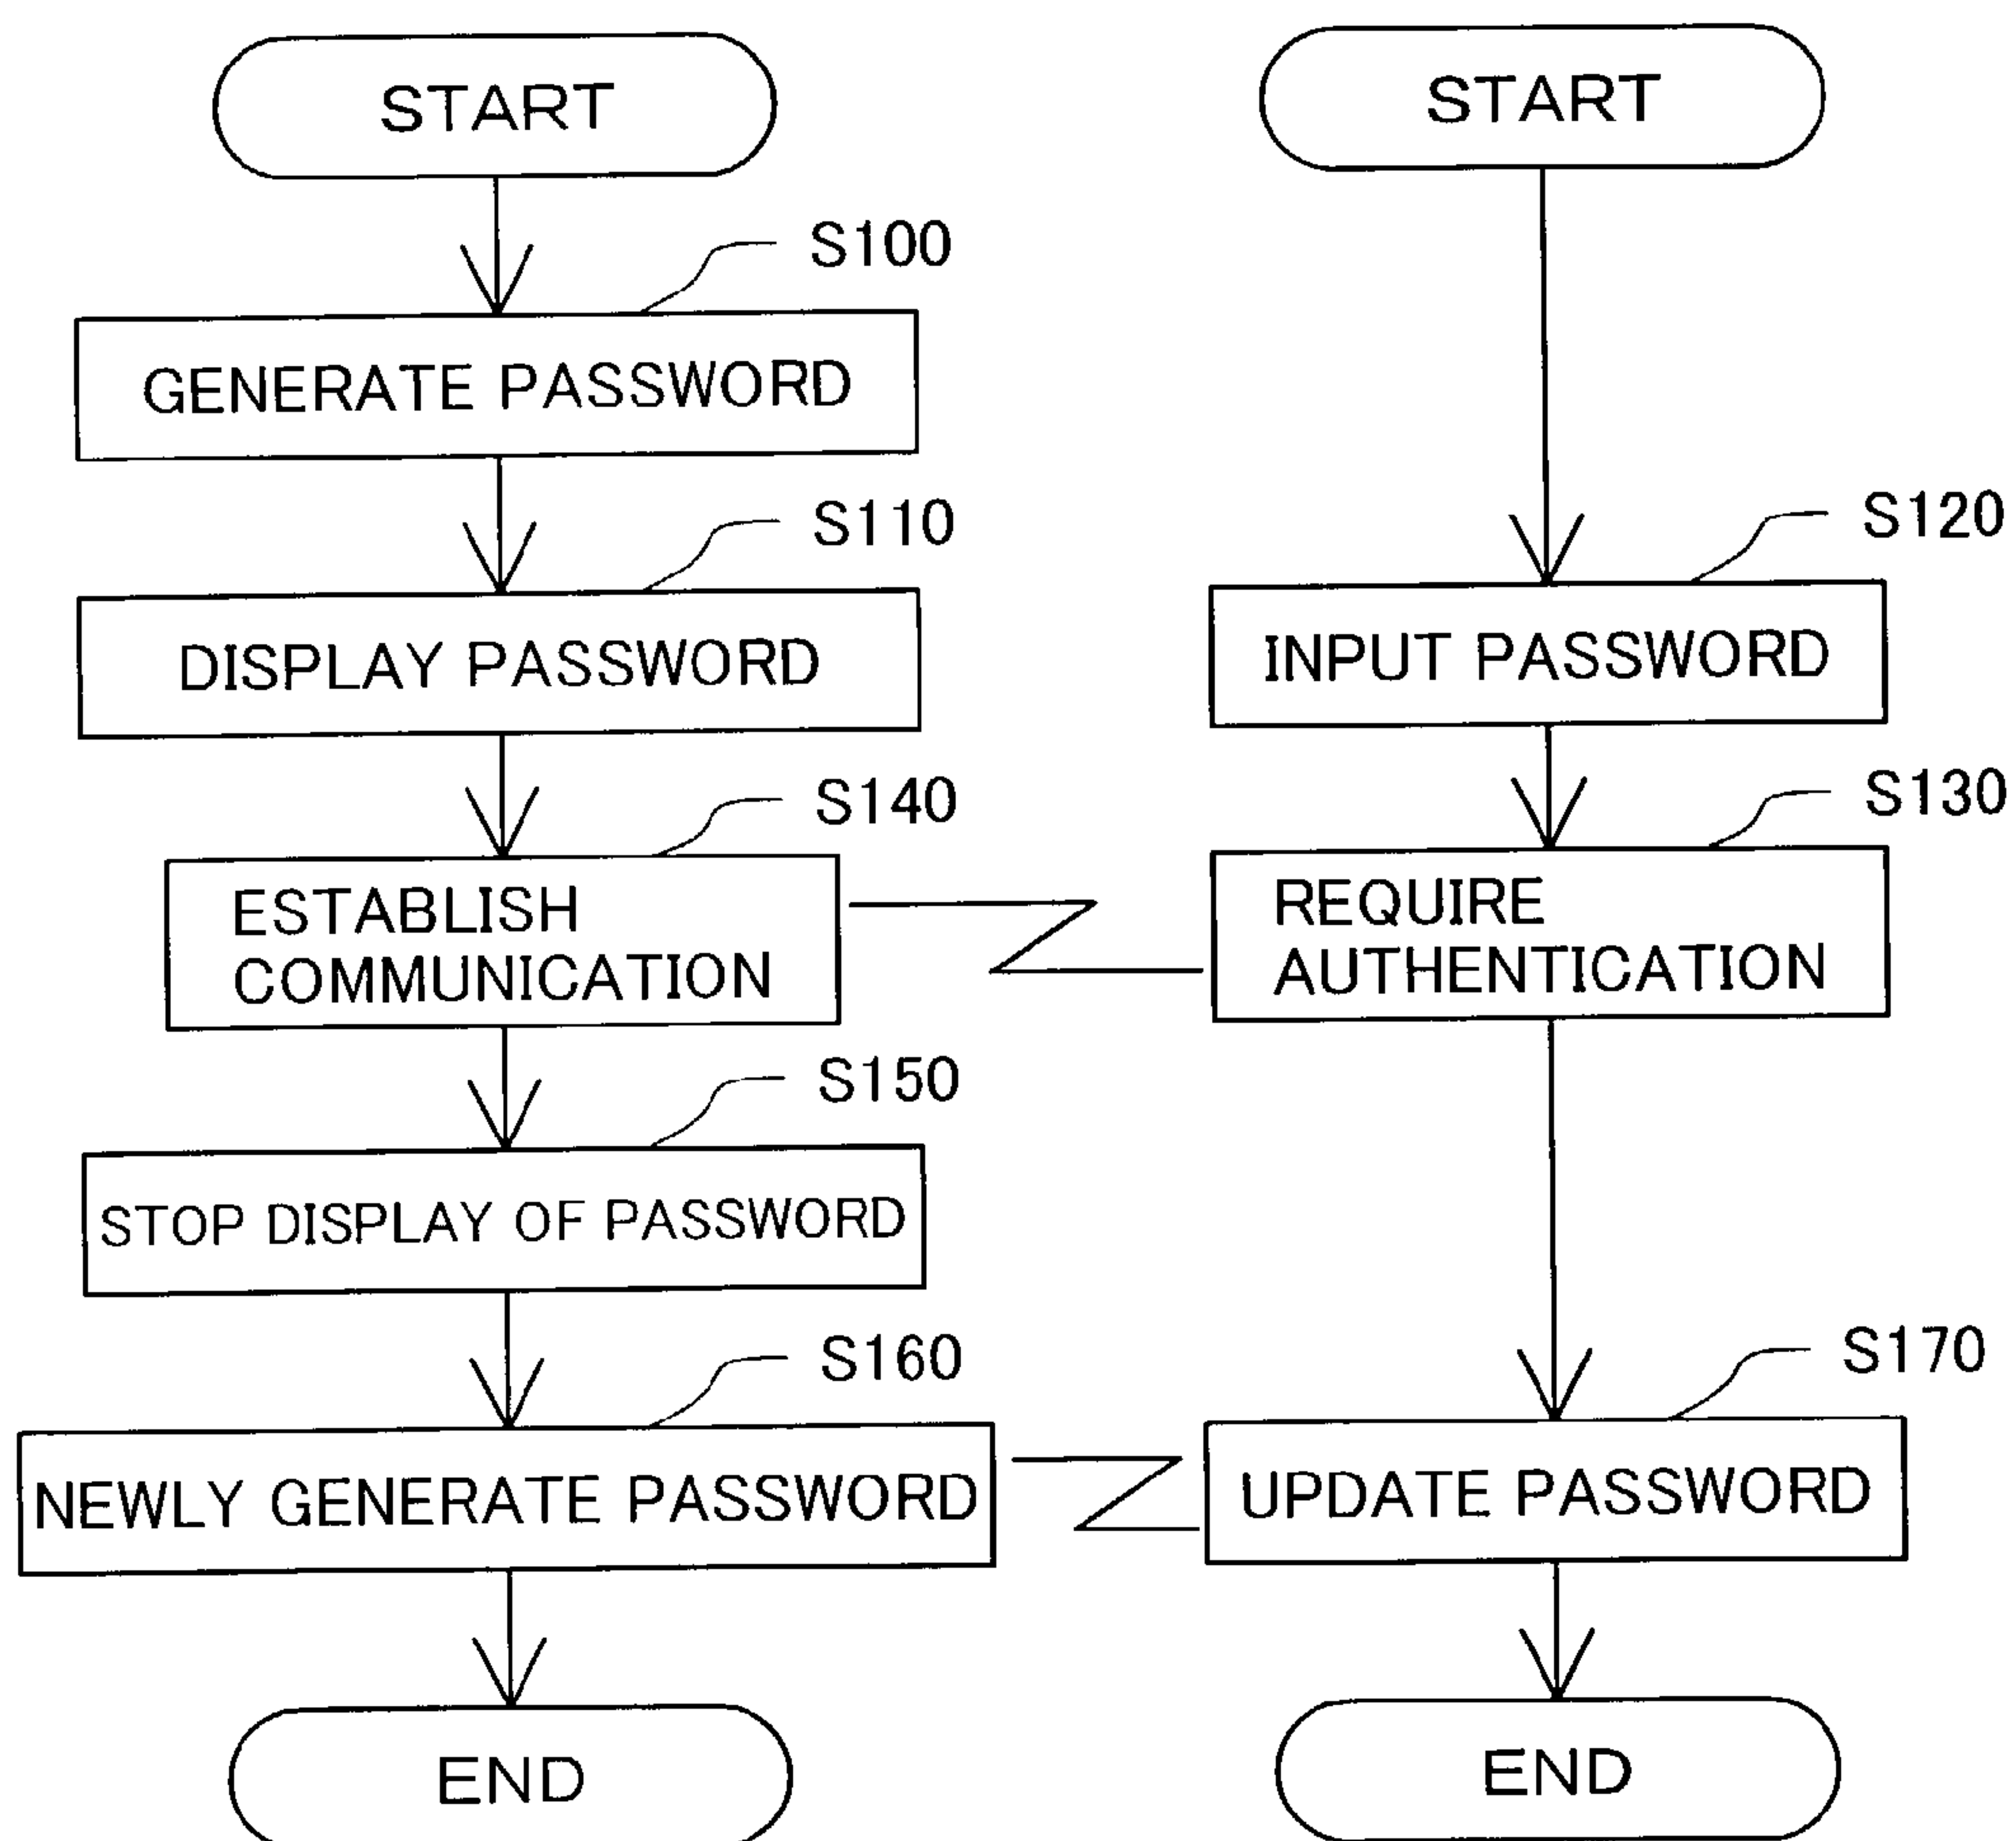 START
S100
GENERATE PASSWORD
S110
DISPLAY PASSWORD
S140
ESTABLISH
COMMUNICATION
S150
STOP DISPLAY OF PASSWORD
S160
NEWLY GENERATE PASSWORD
END
START
S120
INPUT PASSWORD
S130
REQUIRE
AUTHENTICATION
S170
UPDATE PASSWORD
END